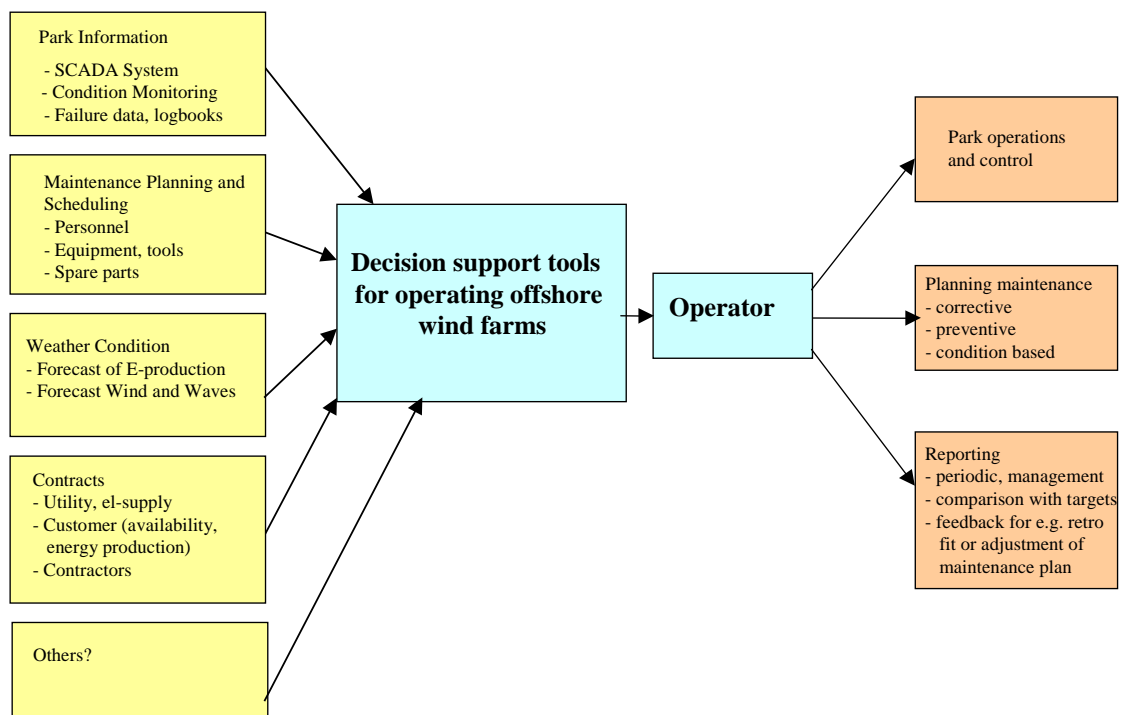 Park Information
- SCADA System
- Condition Monitoring
- Failure data, logbooks
Maintenance Planning and
Scheduling
- Personnel
- Equipment, tools
- Spare parts
Weather Condition
- Forecast of E-production
- Forecast Wind and Waves
Contracts
- Utility, el-supply
- Customer (availability,
energy production)
- Contractors
Others?
Decision support tools
for operating offshore
wind farms
Operator
Park operations
and control
Planning maintenance
- corrective
- preventive
- condition based
Reporting
- periodic, management
- comparison with targets
- feedback for e.g. retro
fit or adjustment of
maintenance plan